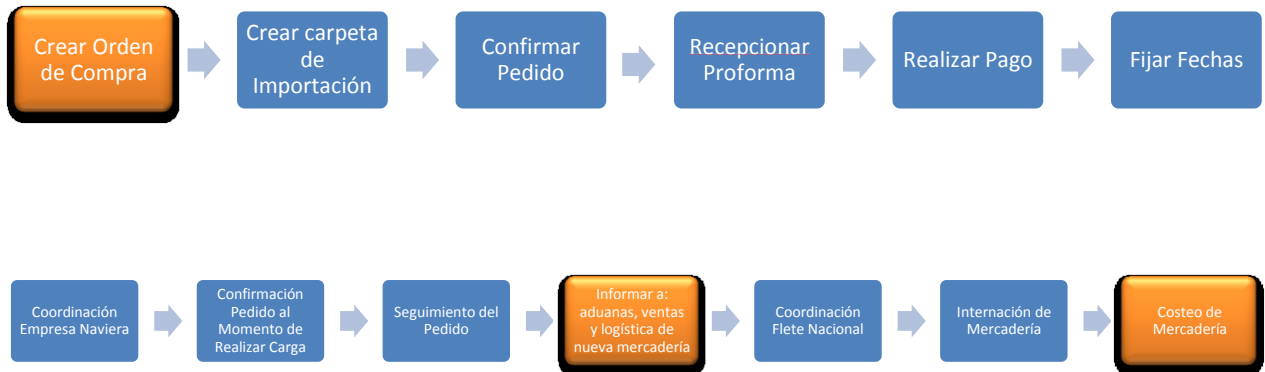 Crear Orden
de Compra
Crear carpeta
de
Importación
Confirmar
Pedido
Recepcionar
Proforma
Realizar Pago
Fijar Fechas
Coordinación
Empresa Naviera
Confirmación
Pedido al
Momento de
Realizar Carga
Seguimiento del
Pedido
Informar a:
aduanas, ventas
y logística de
nueva mercadería
Coordinación
Flete Nacional
Internación de
Mercadería
Costeo de
Mercadería